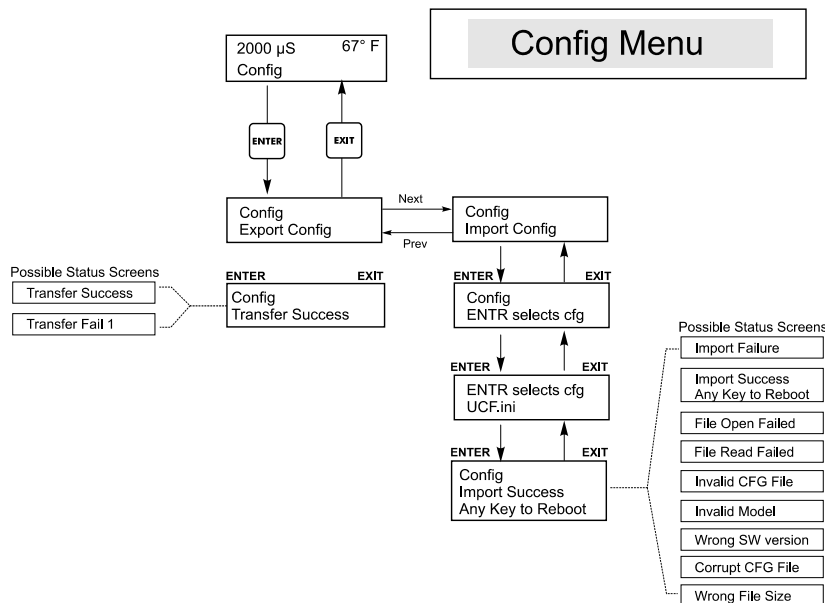 Config Menu
2000 µS 67° F
Config
ENTER EXIT
Config
Export Config
Next
Prev
Config
Import Config
Possible Status Screens
Transfer Success
Transfer Fail 1
ENTER EXIT
Config
Transfer Success
ENTER EXIT
Config
ENTR selects cfg
ENTER EXIT
ENTR selects cfg
UCF.ini
ENTER EXIT
Config
Import Success
Any Key to Reboot
Possible Status Screens
Import Failure
Import Success
Any Key to Reboot
File Open Failed
File Read Failed
Invalid CFG File
Invalid Model
Wrong SW version
Corrupt CFG File
Wrong File Size